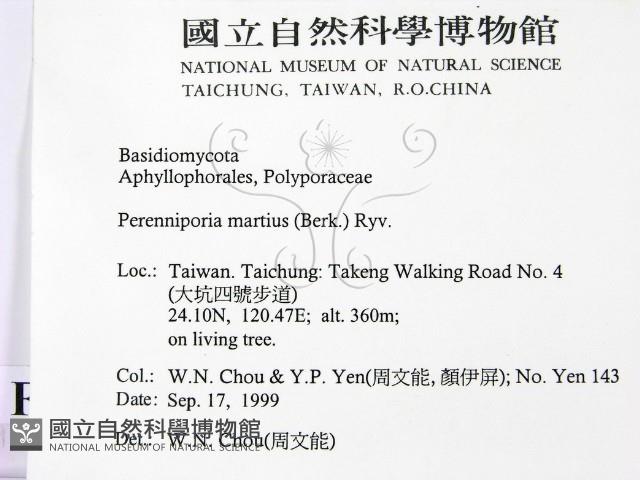 國立自然科學博物館
NATIONAL MUSEUM OF NATURAL SCIENCE
TAICHUNG, TAIWAN, R.O.CHINA
Basidiomycota
Aphyllophorales, Polyporaceae
Perenniporia martius (Berk.) Ryv.
Loc.: Taiwan. Taichung: Takeng Walking Road No. 4
(大坑四號步道)
24.10N, 120.47E; alt. 360m;
on living tree.
Col.: W.N. Chou & Y.P. Yen(周文能, 顏伊屏); No. Yen 143
Date: Sep. 17, 1999
Det.: W.N. Chou(周文能)
國立自然科學博物館
NATIONAL MUSEUM OF NATURAL SCIENCE